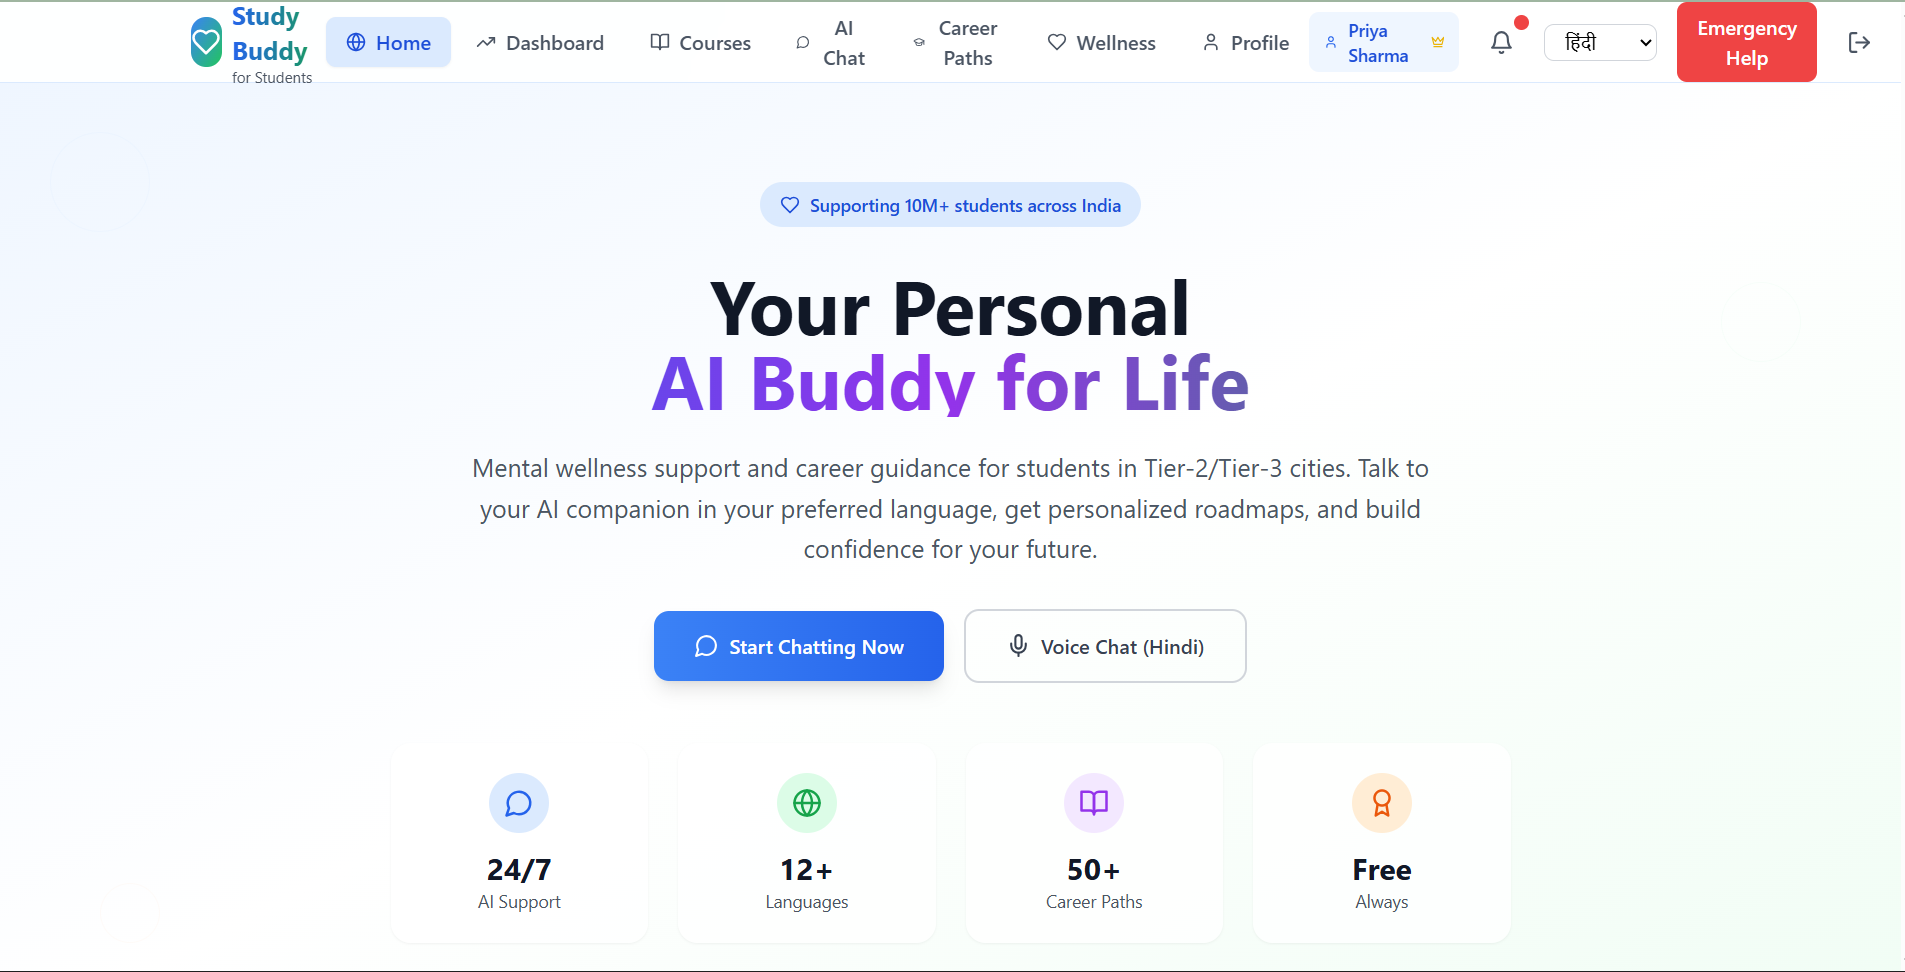 Study
Buddy
for Students
Home
Dashboard
Courses
AI
Chat
Career
Paths
Wellness
Profile
Priya
Sharma
हिंदी
Emergency
Help
Supporting 10M+ students across India
Your Personal
AI Buddy for Life
Mental wellness support and career guidance for students in Tier-2/Tier-3 cities. Talk to
your AI companion in your preferred language, get personalized roadmaps, and build
confidence for your future.
Start Chatting Now
Voice Chat (Hindi)
24/7
AI Support
12+
Languages
50+
Career Paths
Free
Always